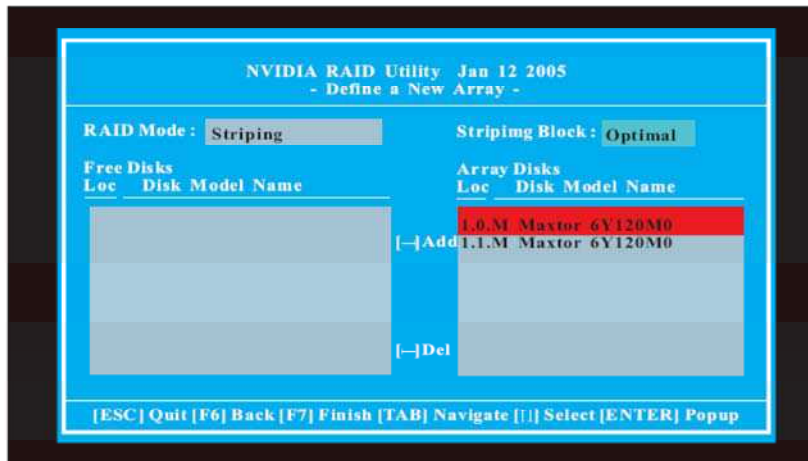 NVIDIA RAID Utility Jan 12 2005
- Define a New Array -
RAID Mode : Striping Stripimg Block : Optimal
Free Disks Array Disks
Loc Disk Model Name Loc Disk Model Name
1.0.M Maxtor 6Y120M0
[—]Add 1.1.M Maxtor 6Y120M0
[—]Del
[ESC] Quit [F6] Back [F7] Finish [TAB] Navigate [[]] Select [ENTER] Popup